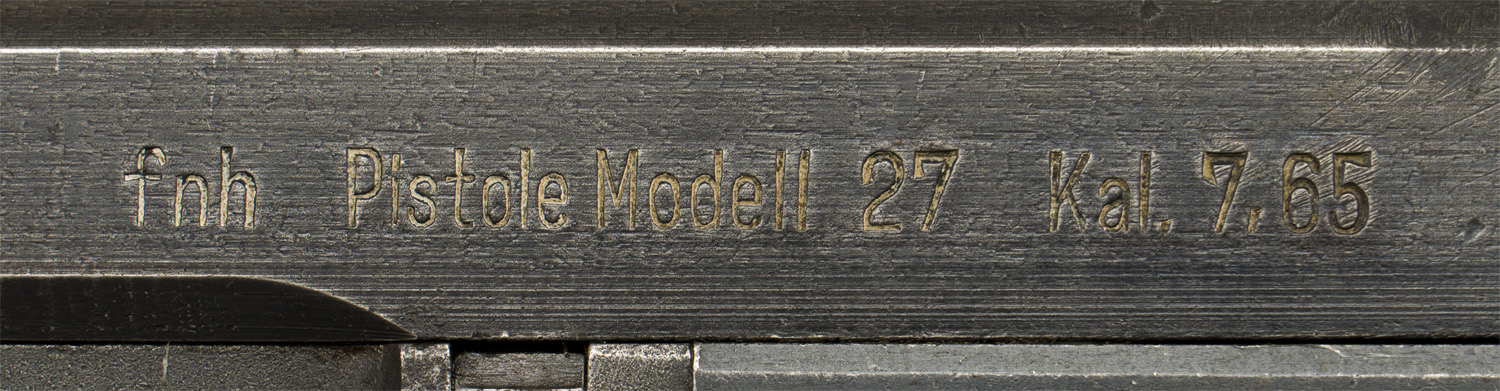 fnh Pistole Modell 27 Kal. 7,65